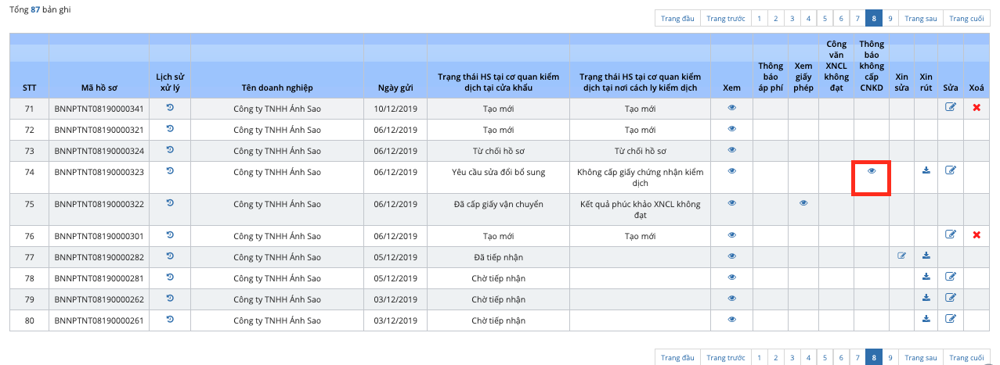 Tổng 87 bản ghi
Trang đầu Trang trước 1 2 3 4 5 6 7 8 9 Trang sau Trang cuối
STT Mã hồ sơ Lịch sử xử lý Tên doanh nghiệp Ngày gửi Trạng thái HS tại cơ quan kiểm dịch tại cửa khẩu Trạng thái HS tại cơ quan kiểm dịch tại nơi cách ly kiểm dịch Xem Thông báo áp phí Xem giấy phép Công văn XNCL không đạt Thông báo không cấp CNKD Xin sửa Xin rút Sửa Xoá
71 BNNPTNT08190000341 Công ty TNHH Ánh Sao 10/12/2019 Tạo mới Tạo mới
72 BNNPTNT08190000321 Công ty TNHH Ánh Sao 06/12/2019 Tạo mới Tạo mới
73 BNNPTNT08190000324 Công ty TNHH Ánh Sao 06/12/2019 Từ chối hồ sơ Từ chối hồ sơ
74 BNNPTNT08190000323 Công ty TNHH Ánh Sao 06/12/2019 Yêu cầu sửa đổi bổ sung Không cấp giấy chứng nhận kiểm dịch
75 BNNPTNT08190000322 Công ty TNHH Ánh Sao 06/12/2019 Đã cấp giấy vận chuyển Kết quả phúc khảo XNCL không đạt
76 BNNPTNT08190000301 Công ty TNHH Ánh Sao 06/12/2019 Tạo mới Tạo mới
77 BNNPTNT08190000282 Công ty TNHH Ánh Sao 05/12/2019 Đã tiếp nhận
78 BNNPTNT08190000281 Công ty TNHH Ánh Sao 05/12/2019 Chờ tiếp nhận
79 BNNPTNT08190000262 Công ty TNHH Ánh Sao 03/12/2019 Chờ tiếp nhận
80 BNNPTNT08190000261 Công ty TNHH Ánh Sao 03/12/2019 Chờ tiếp nhận
Trang đầu Trang trước 1 2 3 4 5 6 7 8 9 Trang sau Trang cuối